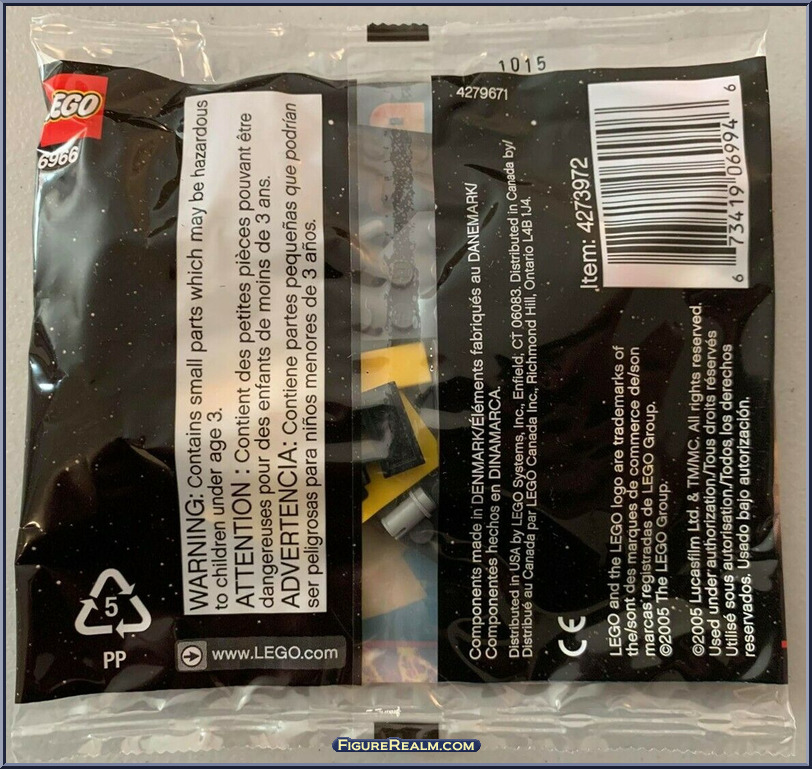 1015
LEGO
6966
WARNING: Contains small parts which may be hazardous
to children under age 3.
ATTENTION : Contient des petites pièces pouvant être
dangereuses pour des enfants de moins de 3 ans.
ADVERTENCIA: Contiene partes pequeñas que podrían
ser peligrosas para niños menores de 3 años.
5
PP
www.LEGO.com
4279671
Components made in DENMARK/Éléments fabriqués au DANEMARK/
Componentes hechos en DINAMARCA.
Distributed in USA by LEGO Systems, Inc., Enfield, CT 06083. Distributed in Canada by/
Distribué au Canada par LEGO Canada Inc., Richmond Hill, Ontario L4B 1J4.
CE
Item: 4273972
6 73419 06994 6
LEGO and the LEGO logo are trademarks of
the/sont des marques de commerce de/son
marcas registradas de LEGO Group.
©2005 The LEGO Group.
©2005 Lucasfilm Ltd. & TM/MC. All rights reserved.
Used under authorization/Tous droits réservés
Utilisé sous autorisation/Todos los derechos
reservados. Usado bajo autorización.
FIGUREREALM.COM